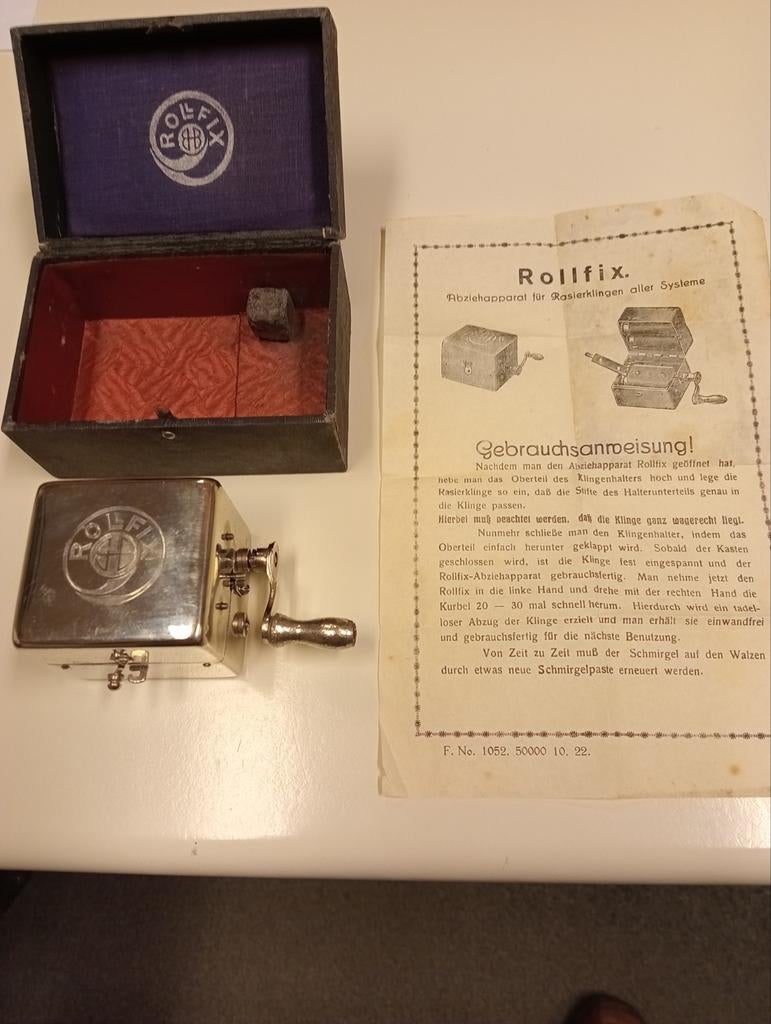 ROLLFIX
ROLLFIX
Rollfix.
Abziehapparat für Rasierklingen aller Systeme
Gebrauchsanweisung!
Nachdem man den Abziehapparat Rollfix geöffnet hat,
hebe man das Oberteil des Klingenhalters hoch und lege die
Rasierklinge so ein, daß die Stifte des Halterunterteils genau in
die Klinge passen.
Hierbei muß beachtet werden, daß die Klinge ganz wagerecht liegt.
Nunmehr schließe man den Klingenhalter, indem das
Oberteil einfach herunter geklappt wird. Sobald der Kasten
geschlossen wird, ist die Klinge fest eingespannt und der
Rollfix-Abziehapparat gebrauchsfertig. Man nehme jetzt den
Rollfix in die linke Hand und drehe mit der rechten Hand die
Kurbel 20 — 30 mal schnell herum. Hierdurch wird ein tadel-
loser Abzug der Klinge erzielt und man erhält sie einwandfrei
und gebrauchsfertig für die nächste Benutzung.
Von Zeit zu Zeit muß der Schmirgel auf den Walzen
durch etwas neue Schmirgelpaste erneuert werden.
F. No. 1052. 50000 10. 22.